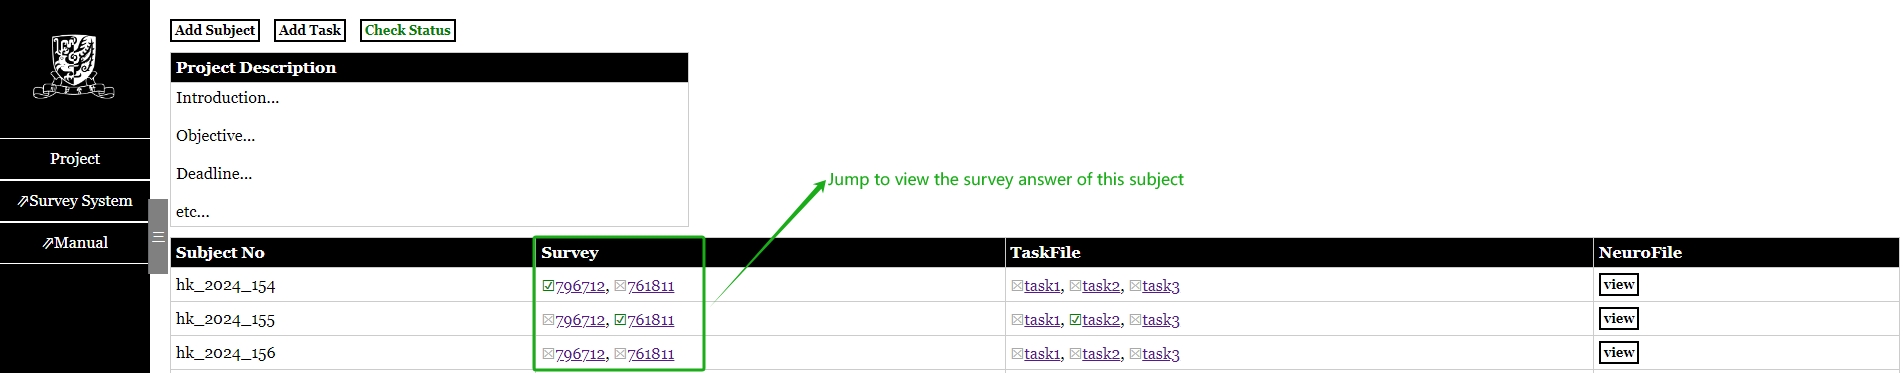 Add Subject Add Task Check Status
Project Description
Introduction...
Objective...
Deadline...
etc...
Project
⇗Survey System
⇗Manual
Jump to view the survey answer of this subject
Subject No Survey TaskFile NeuroFile
hk_2024_154 ☑796712, ☒761811 ☒task1, ☒task2, ☒task3 view
hk_2024_155 ☒796712, ☑761811 ☒task1, ☑task2, ☒task3 view
hk_2024_156 ☒796712, ☒761811 ☒task1, ☒task2, ☒task3 view